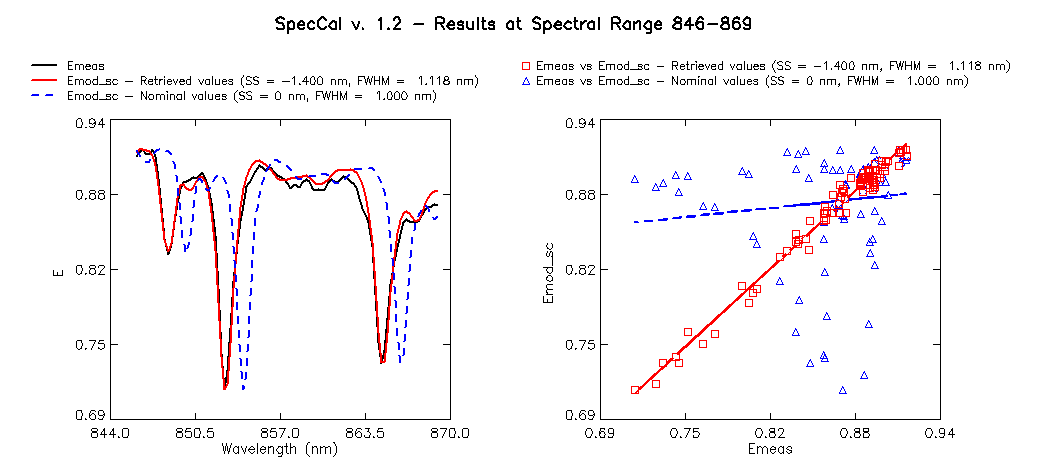 SpecCal v. 1.2 - Results at Spectral Range 846-869
Emeas
Emod_sc - Retrieved values (SS = -1.400 nm, FWHM = 1.118 nm)
Emod_sc - Nominal values (SS = 0 nm, FWHM = 1.000 nm)
Emeas vs Emod_sc - Retrieved values (SS = -1.400 nm, FWHM = 1.118 nm)
Emeas vs Emod_sc - Nominal values (SS = 0 nm, FWHM = 1.000 nm)
0.94
0.88
0.82
0.75
0.69
E
844.0 850.5 857.0 863.5 870.0
Wavelength (nm)
0.94
0.88
0.82
0.75
0.69
Emod_sc
0.69 0.75 0.82 0.88 0.94
Emeas